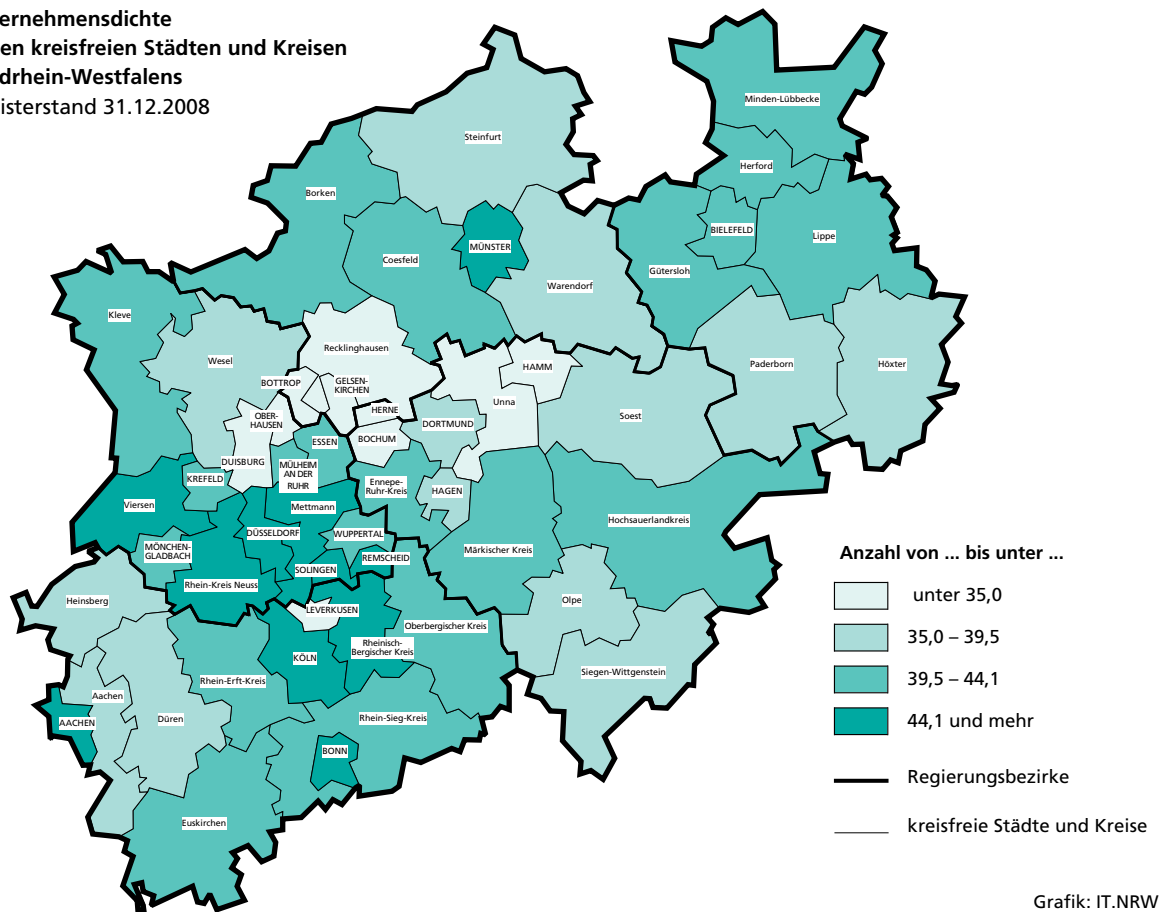 ernehmensdichte
en kreisfreien Städten und Kreisen
drhein-Westfalens
isterstand 31.12.2008
Minden-Lübbecke
Steinfurt
Herford
Borken
BIELEFELD
Lippe
MÜNSTER
Coesfeld
Gütersloh
Warendorf
Kleve
Recklinghausen
Wesel
Paderborn
Höxter
HAMM
BOTTROP
GELSEN-
KIRCHEN
Unna
HERNE
Soest
OBER-
HAUSEN
DORTMUND
BOCHUM
ESSEN
DUISBURG
MÜLHEIM
AN DER
RUHR
KREFELD
Ennepe-
Ruhr-Kreis
HAGEN
Viersen
Mettmann
Hochsauerlandkreis
DÜSSELDORF
WUPPERTAL
MÖNCHEN-
GLADBACH
Märkischer Kreis
REMSCHEID
SOLINGEN
Rhein-Kreis Neuss
Heinsberg
Olpe
LEVERKUSEN
Oberbergischer Kreis
Rheinisch-
Bergischer Kreis
KÖLN
Siegen-Wittgenstein
Rhein-Erft-Kreis
Aachen
Düren
Rhein-Sieg-Kreis
AACHEN
BONN
Euskirchen
Anzahl von ... bis unter ...
unter 35,0
35,0 – 39,5
39,5 – 44,1
44,1 und mehr
Regierungsbezirke
kreisfreie Städte und Kreise
Grafik: IT.NRW